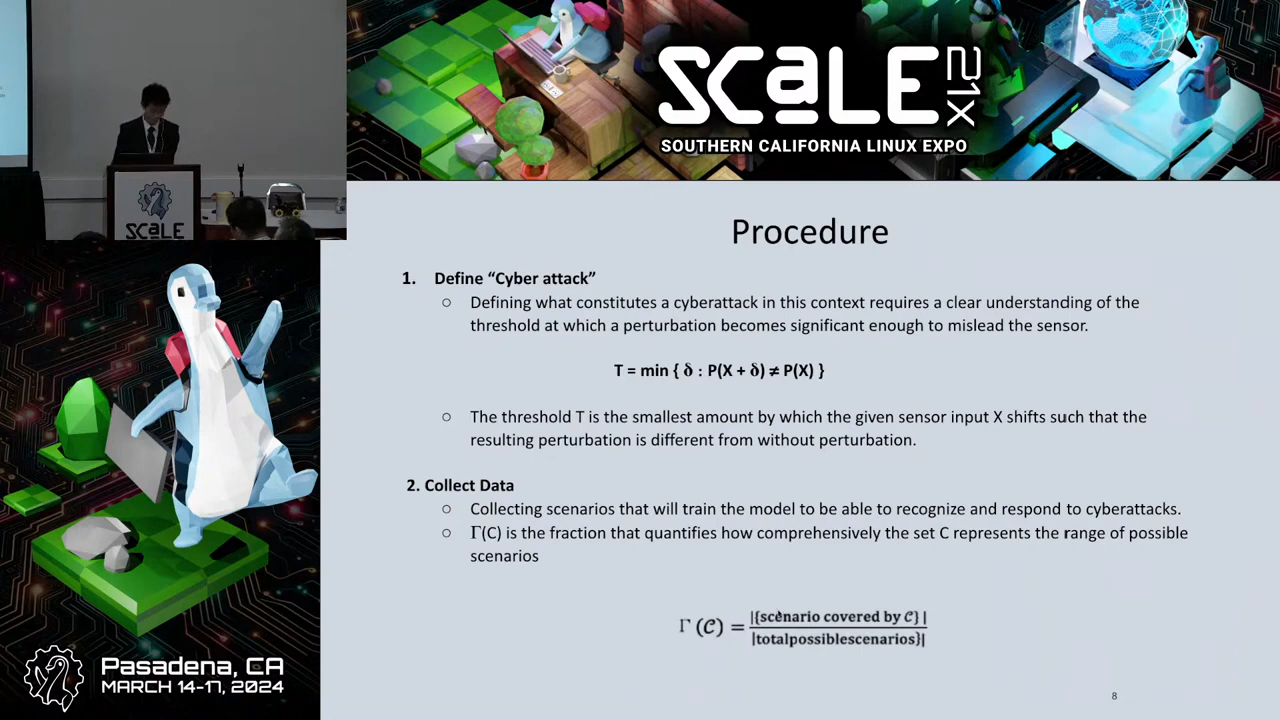 SCaLE 21X
SOUTHERN CALIFORNIA LINUX EXPO
SCaLE
Procedure
1. Define “Cyber attack”
○ Defining what constitutes a cyberattack in this context requires a clear understanding of the
threshold at which a perturbation becomes significant enough to mislead the sensor.
T = min { δ : P(X + δ) ≠ P(X) }
○ The threshold T is the smallest amount by which the given sensor input X shifts such that the
resulting perturbation is different from without perturbation.
2. Collect Data
○ Collecting scenarios that will train the model to be able to recognize and respond to cyberattacks.
○ Γ(C) is the fraction that quantifies how comprehensively the set C represents the range of possible
scenarios
Γ (𝒞) = |{scenario covered by 𝒞} | / |totalpossiblescenarios}|
8
Pasadena, CA
MARCH 14-17, 2024